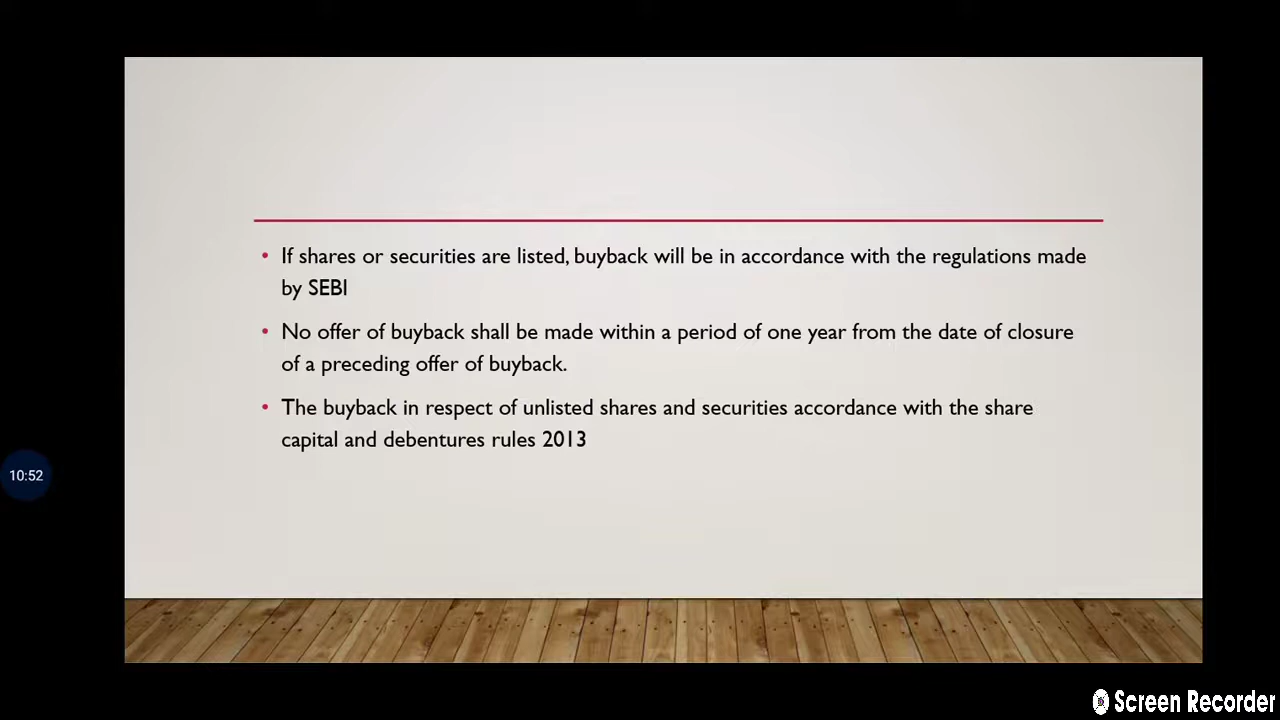 • If shares or securities are listed, buyback will be in accordance with the regulations made
by SEBI
• No offer of buyback shall be made within a period of one year from the date of closure
of a preceding offer of buyback.
• The buyback in respect of unlisted shares and securities accordance with the share
capital and debentures rules 2013
10:52
Screen Recorder